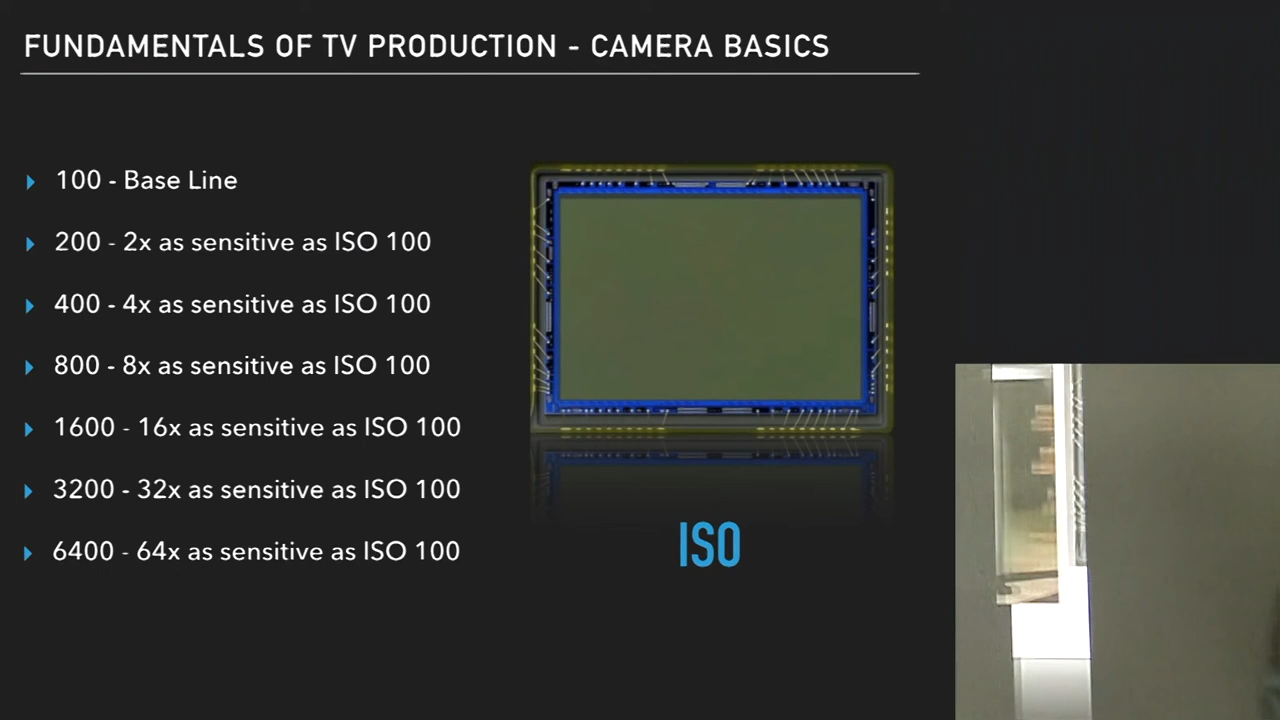 FUNDAMENTALS OF TV PRODUCTION - CAMERA BASICS
100 - Base Line
200 - 2x as sensitive as ISO 100
400 - 4x as sensitive as ISO 100
800 - 8x as sensitive as ISO 100
1600 - 16x as sensitive as ISO 100
3200 - 32x as sensitive as ISO 100
6400 - 64x as sensitive as ISO 100
ISO